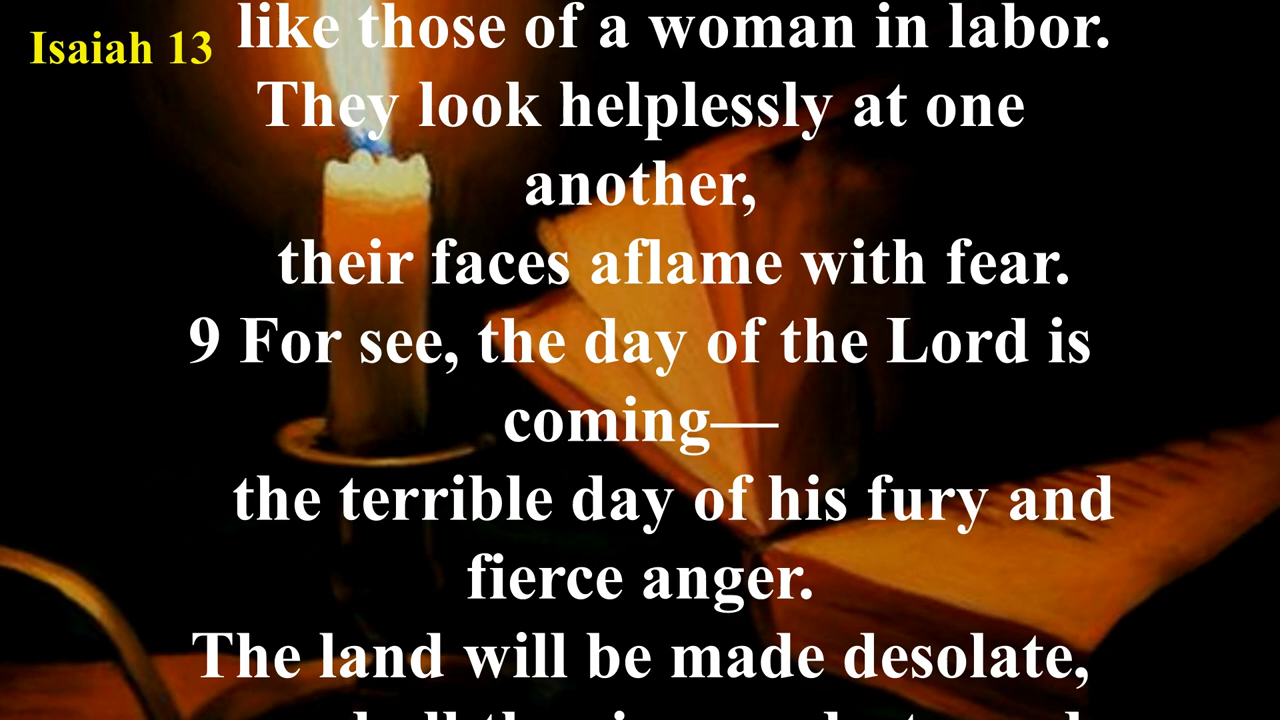 Isaiah 13
like those of a woman in labor.
They look helplessly at one
another,
their faces aflame with fear.
9 For see, the day of the Lord is
coming—
the terrible day of his fury and
fierce anger.
The land will be made desolate,